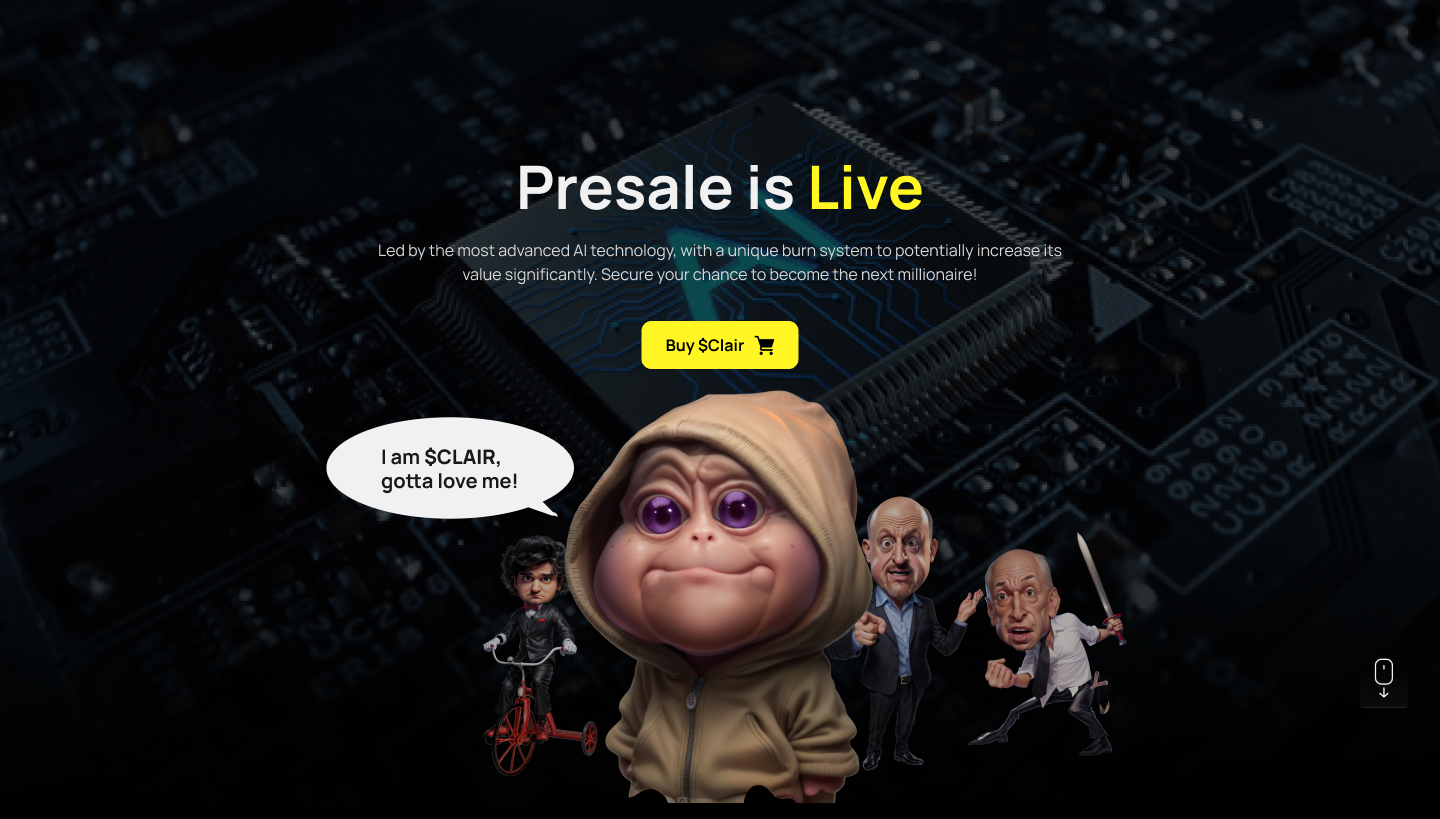 Presale is Live
Led by the most advanced AI technology, with a unique burn system to potentially increase its
value significantly. Secure your chance to become the next millionaire!
Buy $Clair
I am $CLAIR,
gotta love me!
AI